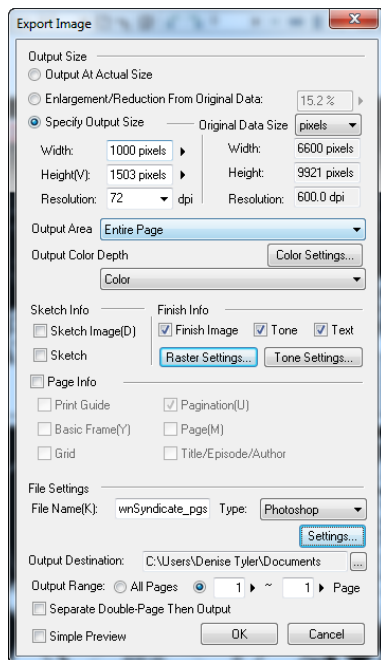 Export Image
Output Size
Output At Actual Size
Enlargement/Reduction From Original Data: 15.2 %
Specify Output Size Original Data Size pixels
Width: 1000 pixels Width: 6600 pixels
Height(V): 1503 pixels Height: 9921 pixels
Resolution: 72 dpi Resolution: 600.0 dpi
Output Area Entire Page
Output Color Depth Color Settings...
Color
Sketch Info Finish Info
Sketch Image(D) Finish Image Tone Text
Sketch Raster Settings... Tone Settings...
Page Info
Print Guide Pagination(U)
Basic Frame(Y) Page(M)
Grid Title/Episode/Author
File Settings
File Name(K): wnSyndicate_pgs Type: Photoshop
Settings...
Output Destination: C:\Users\Denise Tyler\Documents ...
Output Range: All Pages 1 ~ 1 Page
Separate Double-Page Then Output
Simple Preview OK Cancel